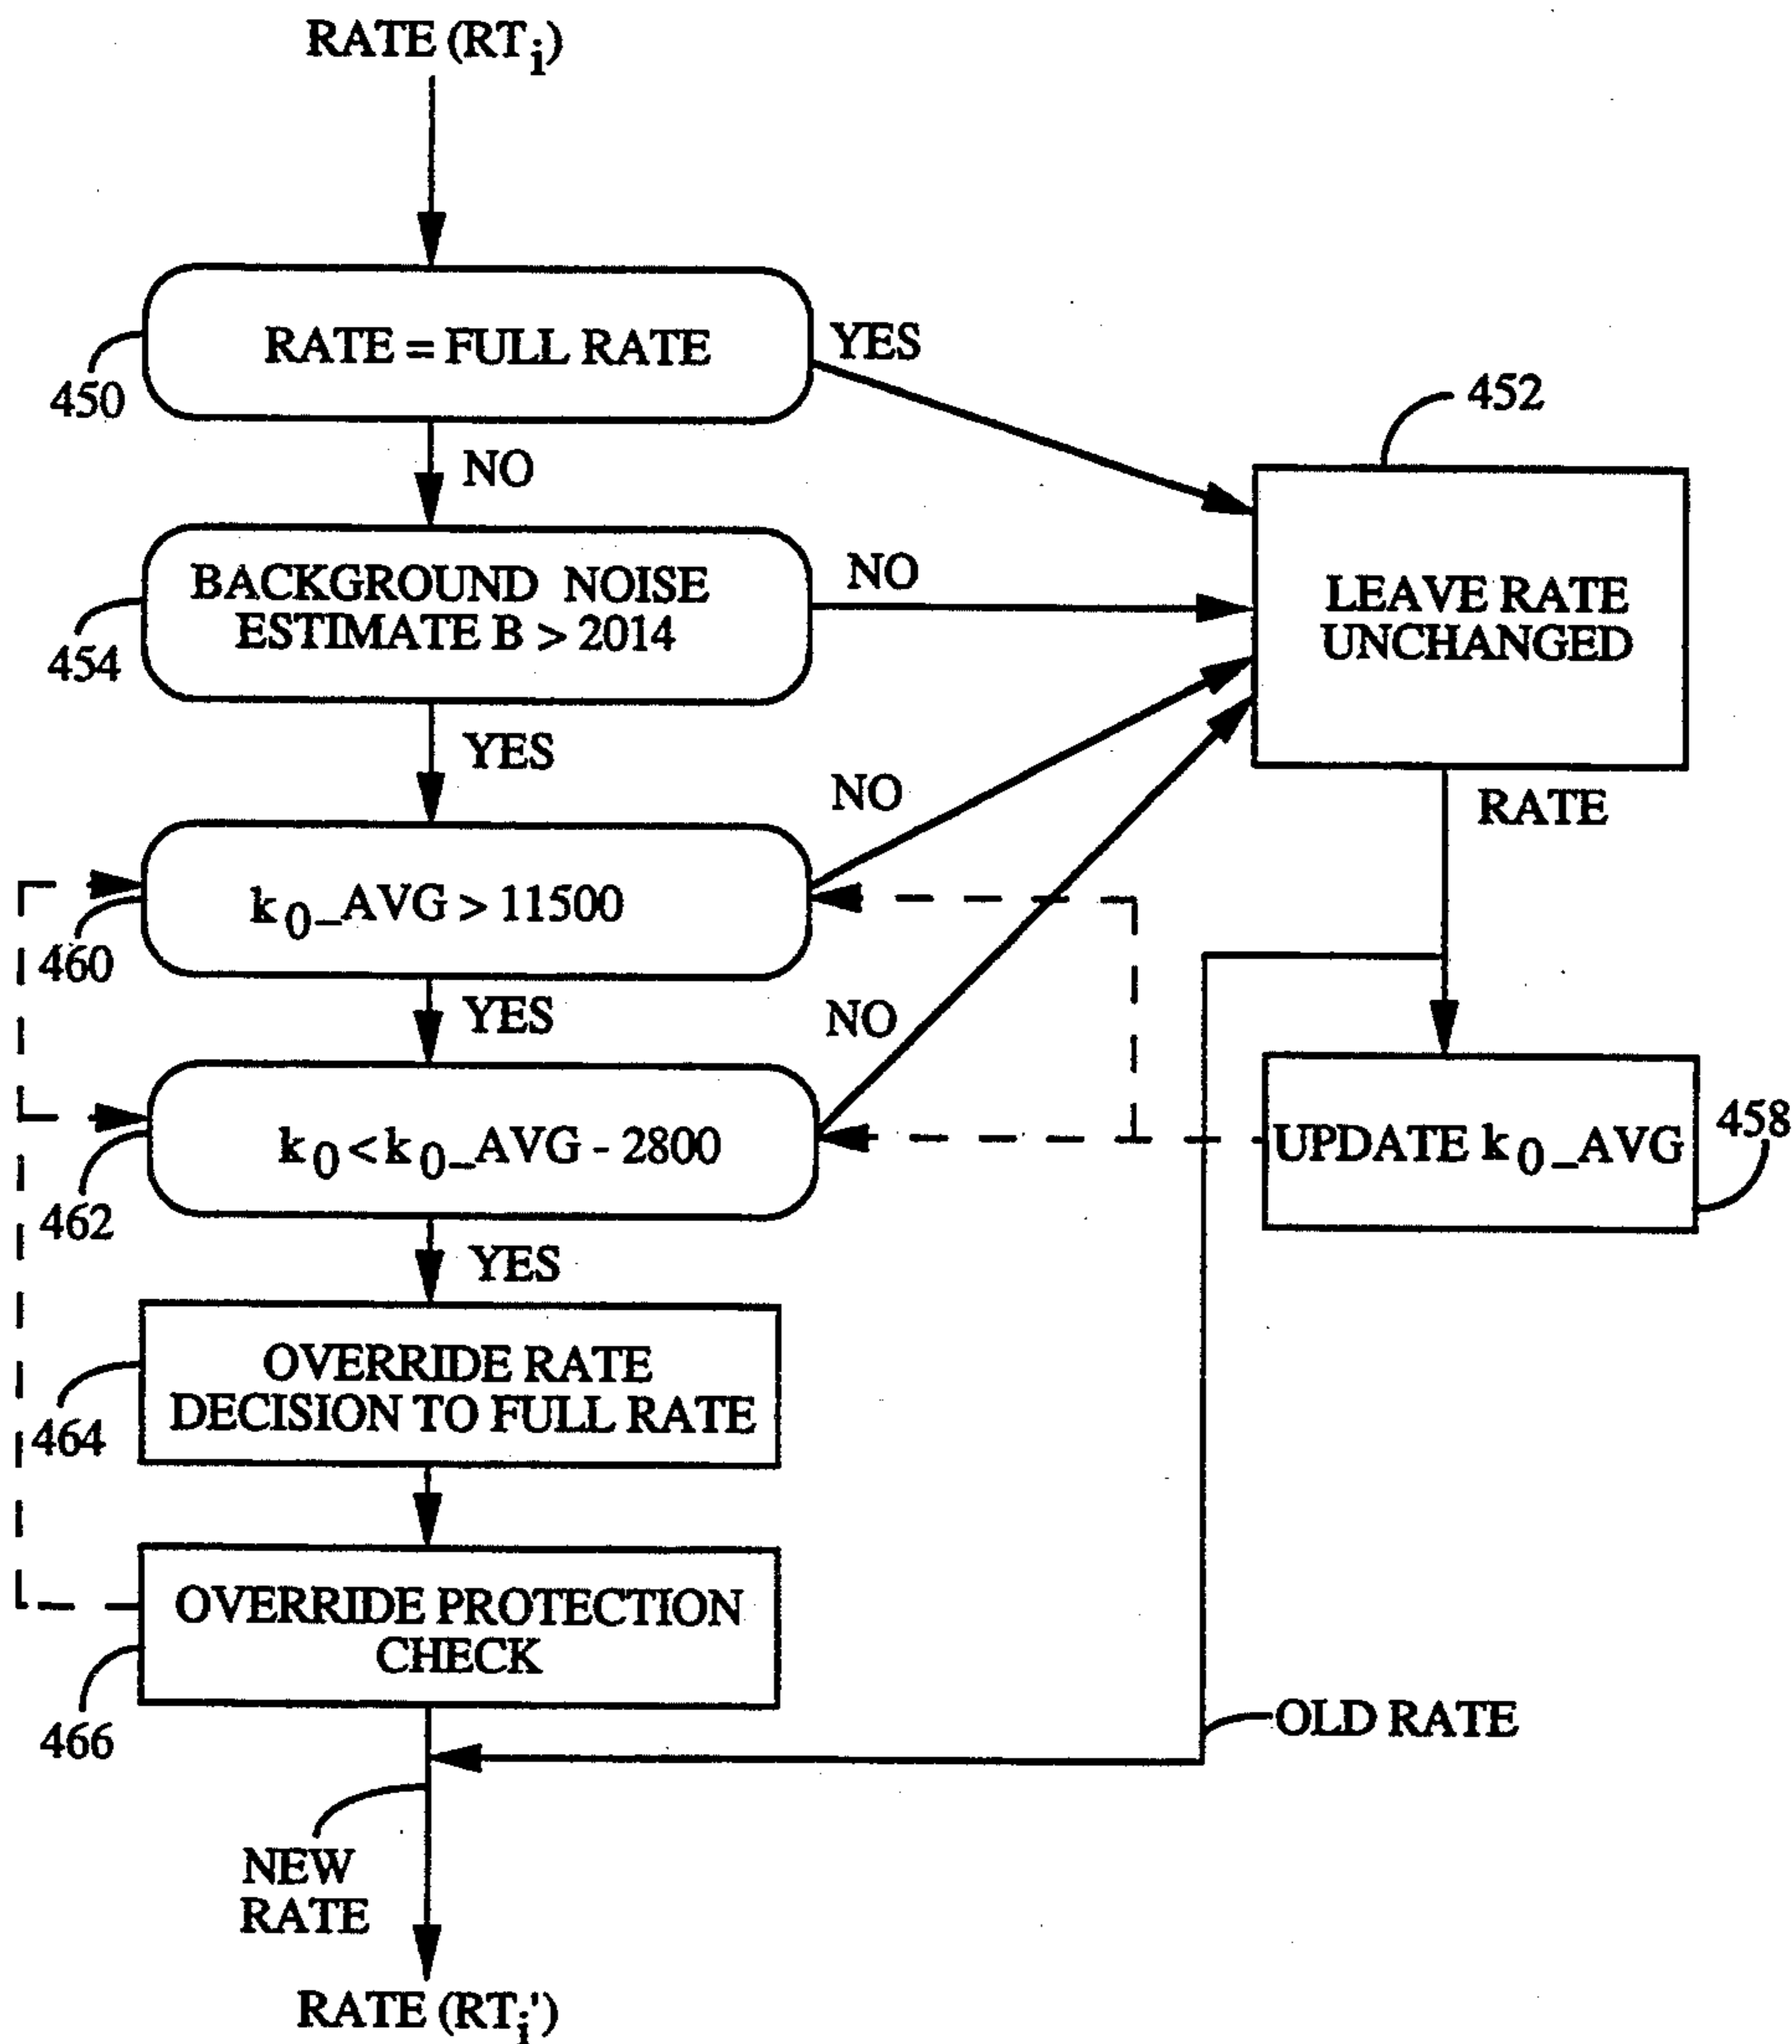 RATE (RTi)
RATE = FULL RATE
YES
450
452
NO
BACKGROUND NOISE
ESTIMATE B > 2014
NO
454
LEAVE RATE
UNCHANGED
YES
NO
RATE
k0_AVG > 11500
460
YES
NO
k0 < k0_AVG - 2800
462
UPDATE k0_AVG
458
YES
OVERRIDE RATE
DECISION TO FULL RATE
464
OVERRIDE PROTECTION
CHECK
466
OLD RATE
NEW
RATE
RATE (RTi')